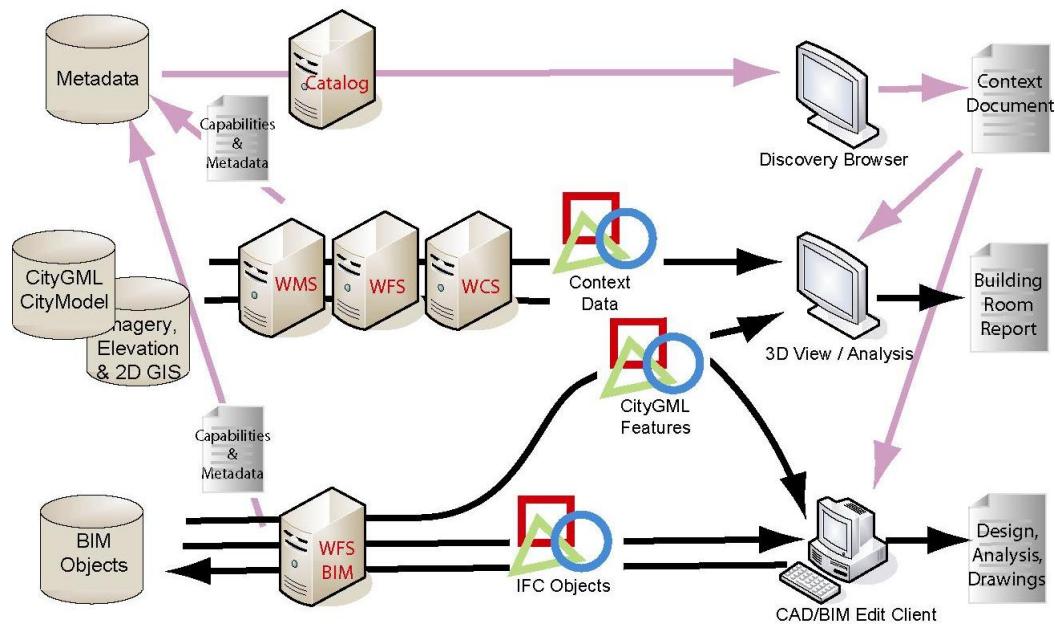 Metadata
Catalog
Capabilities
&
Metadata
Discovery Browser
Context
Document
CityGML
CityModel
Imagery,
Elevation
& 2D GIS
WMS
WFS
WCS
Context
Data
3D View / Analysis
Building
Room
Report
CityGML
Features
Capabilities
&
Metadata
BIM
Objects
WFS
BIM
IFC Objects
CAD/BIM Edit Client
Design,
Analysis,
Drawings